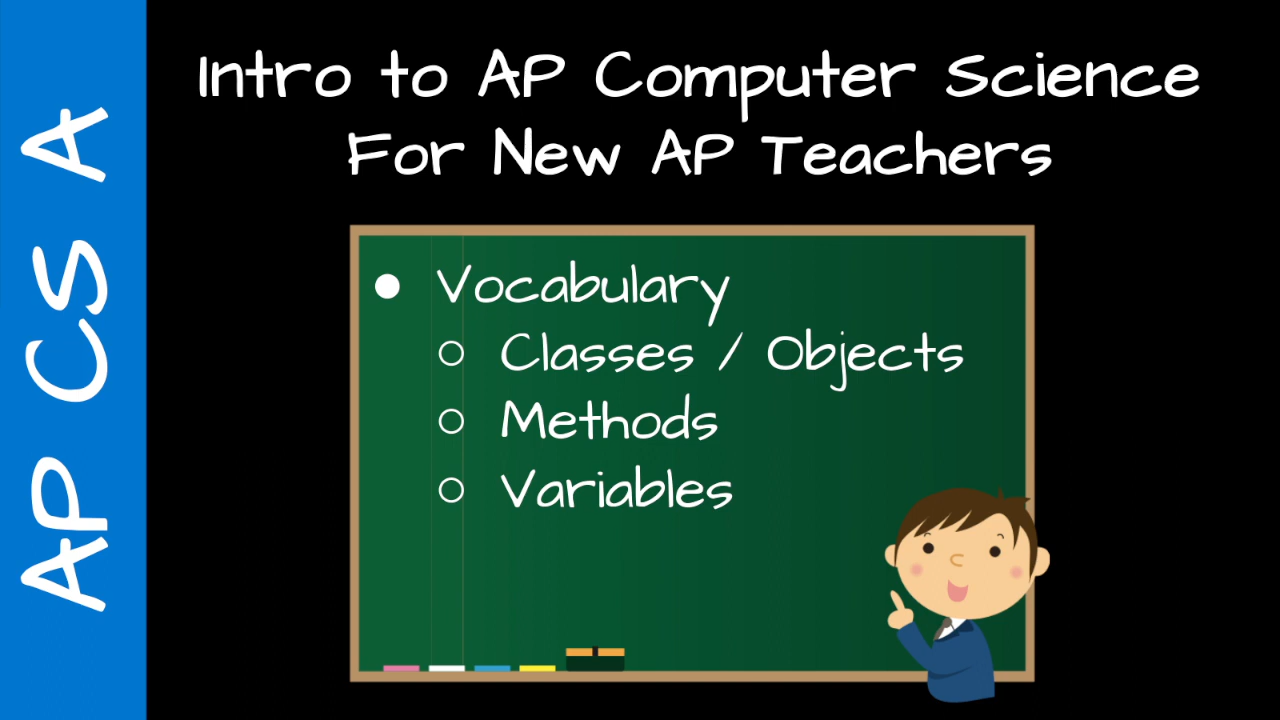 AP CS A
Intro to AP Computer Science
For New AP Teachers
● Vocabulary
○ Classes / Objects
○ Methods
○ Variables